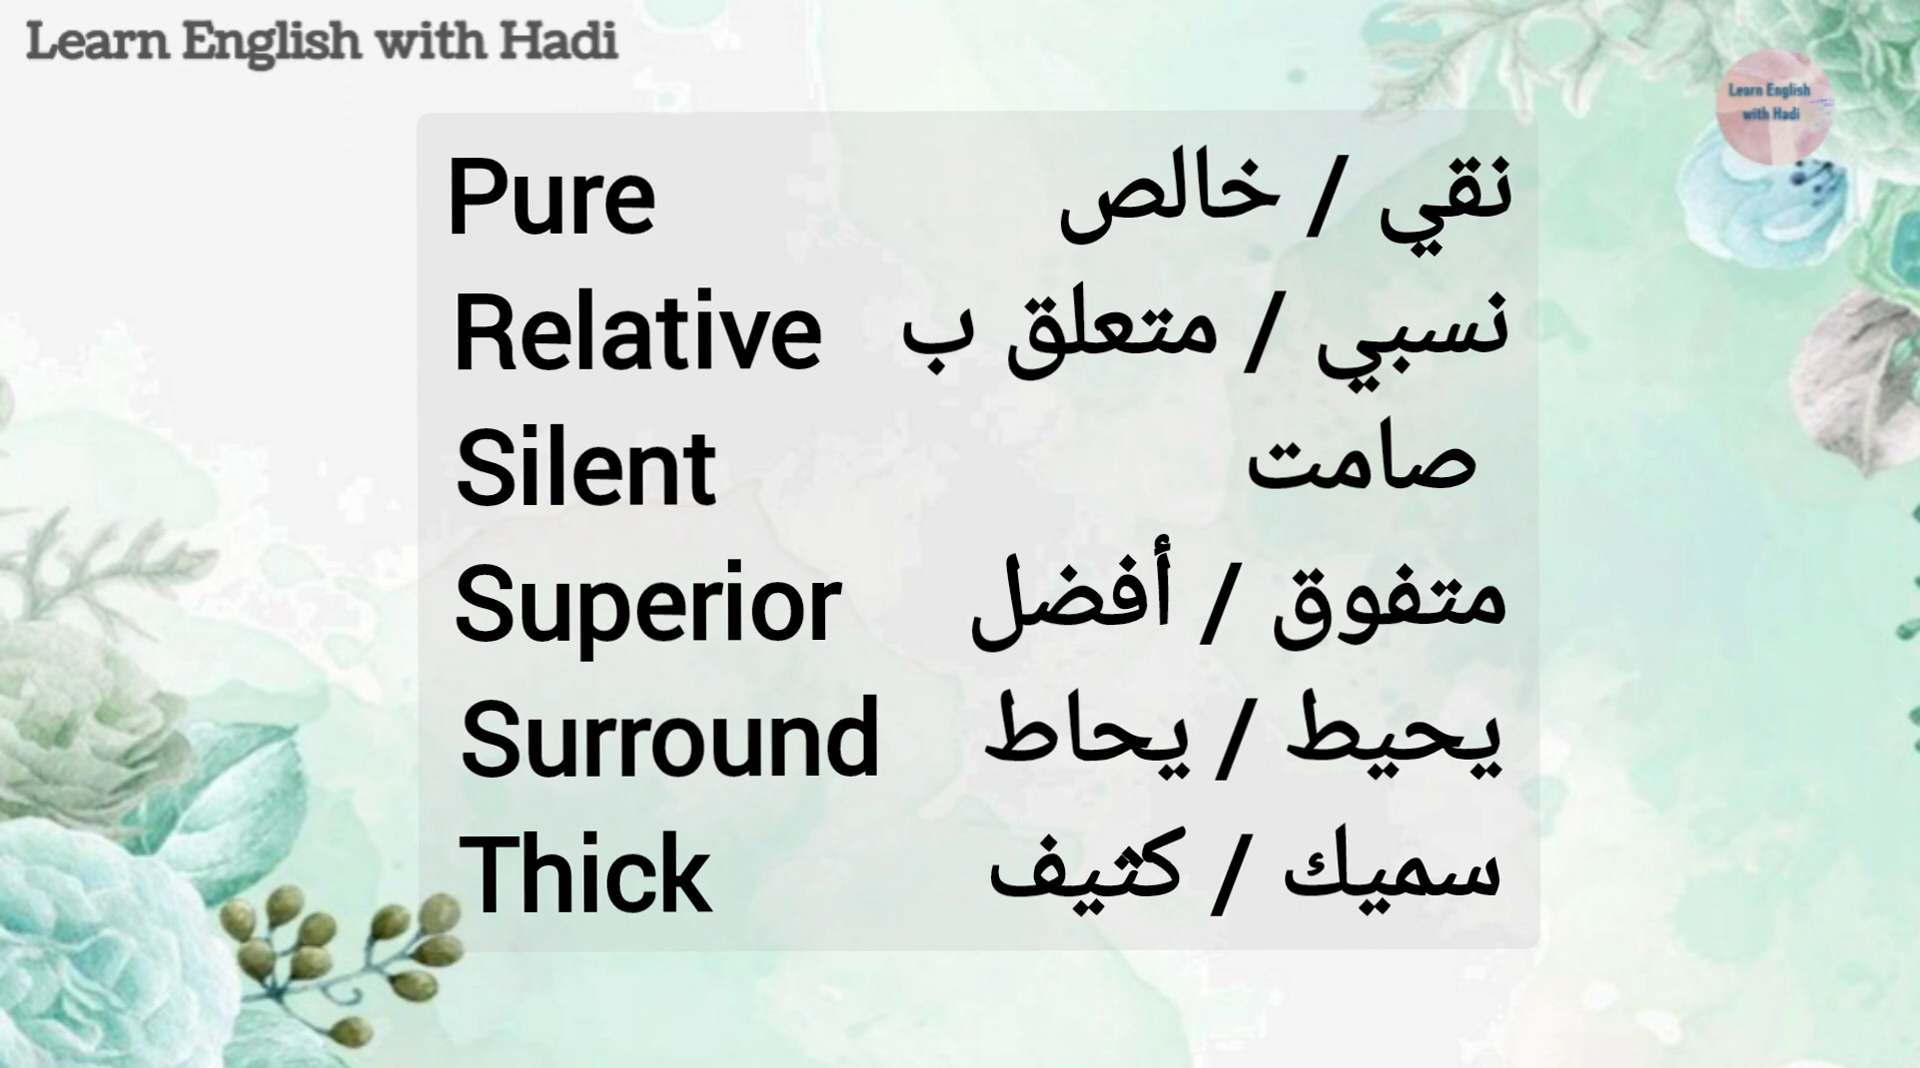 Learn English with Hadi
Learn English
with Hadi
Pure نقي / خالص
Relative نسبي / متعلق ب
Silent صامت
Superior متفوق / أفضل
Surround يحيط / يحاط
Thick سميك / كثيف